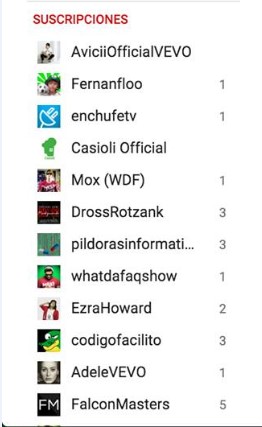 SUSCRIPCIONES
AviciiOfficialVEVO
Fernanfloo 1
enchufetv 1
Casioli Official
Mox (WDF) 1
DrossRotzank 3
pildorasinformati... 3
whatdafaqshow 1
EzraHoward 2
codigofacilito 3
AdeleVEVO 1
FM FalconMasters 5